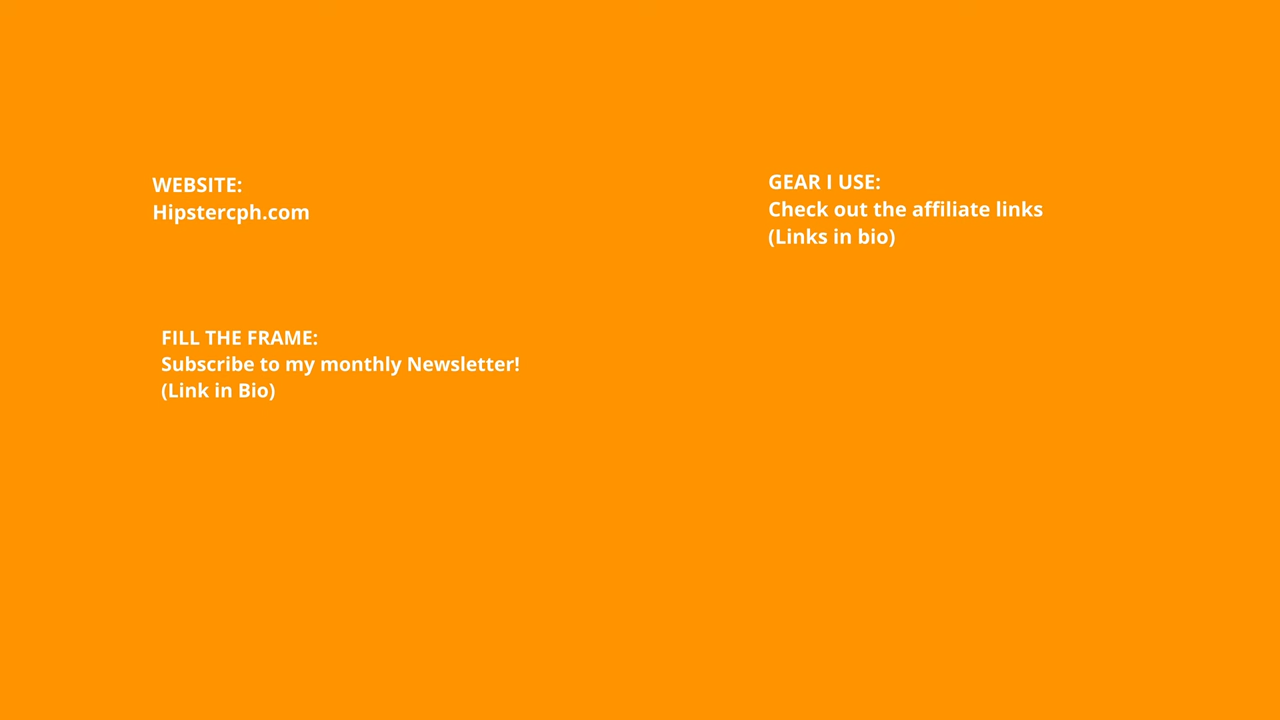 WEBSITE:
Hipstercph.com
GEAR I USE:
Check out the affiliate links
(Links in bio)
FILL THE FRAME:
Subscribe to my monthly Newsletter!
(Link in Bio)